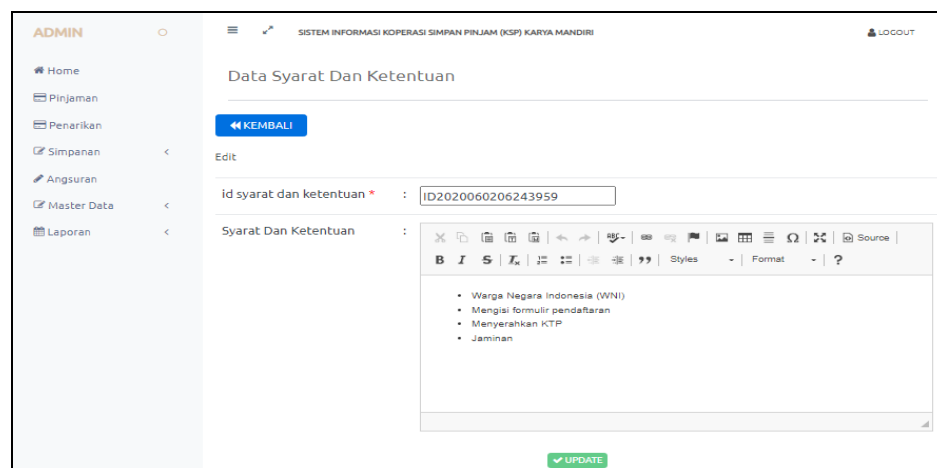 ADMIN
SISTEM INFORMASI KOPERASI SIMPAN PINJAM (KSP) KARYA MANDIRI
LOGOUT
Home
Pinjaman
Penarikan
Simpanan <
Angsuran
Master Data <
Laporan <
Data Syarat Dan Ketentuan
KEMBALI
Edit
id syarat dan ketentuan * : ID2020060206243959
Syarat Dan Ketentuan :
ABC Ω Source
B I S Tx Styles Format ?
• Warga Negara Indonesia (WNI)
• Mengisi formulir pendaftaran
• Menyerahkan KTP
• Jaminan
UPDATE